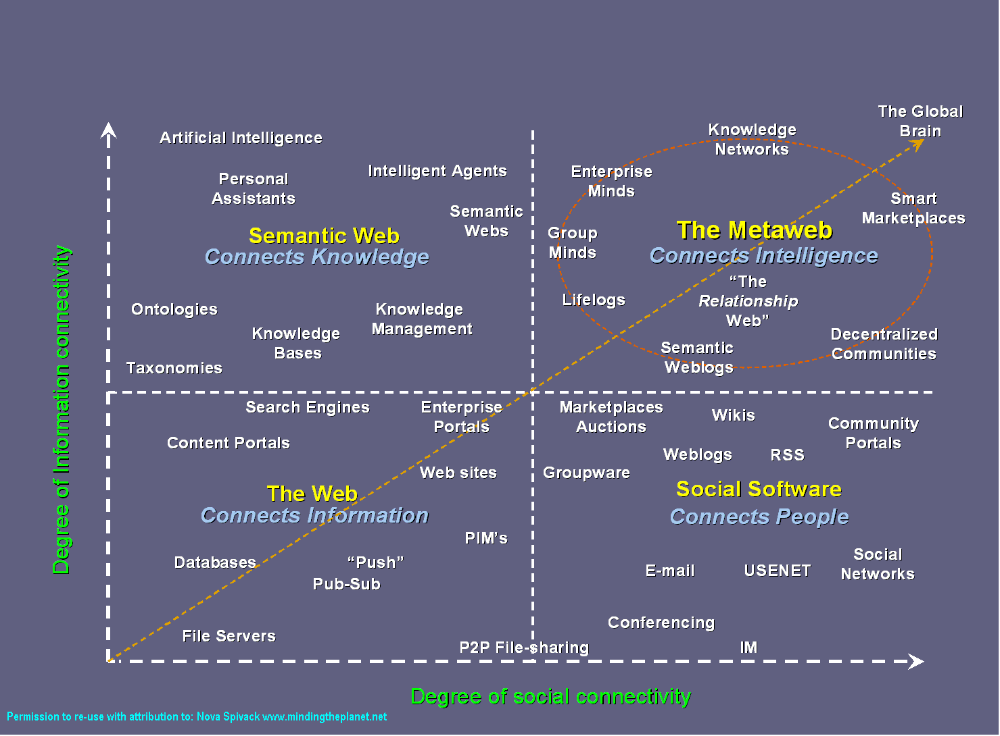 The Global
Brain
Knowledge
Networks
Artificial Intelligence
Intelligent Agents
Enterprise
Minds
Personal
Assistants
Smart
Marketplaces
Semantic
Webs
Semantic Web
Connects Knowledge
Group
Minds
The Metaweb
Connects Intelligence
“The
Relationship
Web”
Lifelogs
Ontologies
Knowledge
Management
Knowledge
Bases
Decentralized
Communities
Semantic
Weblogs
Taxonomies
Degree of Information connectivity
Search Engines
Enterprise
Portals
Marketplaces
Auctions
Wikis
Community
Portals
Content Portals
Weblogs
RSS
Web sites
Groupware
The Web
Connects Information
Social Software
Connects People
PIM’s
Databases
“Push”
Pub-Sub
E-mail
USENET
Social
Networks
File Servers
Conferencing
P2P File-sharing
IM
Degree of social connectivity
Permission to re-use with attribution to: Nova Spivack www.mindingtheplanet.net